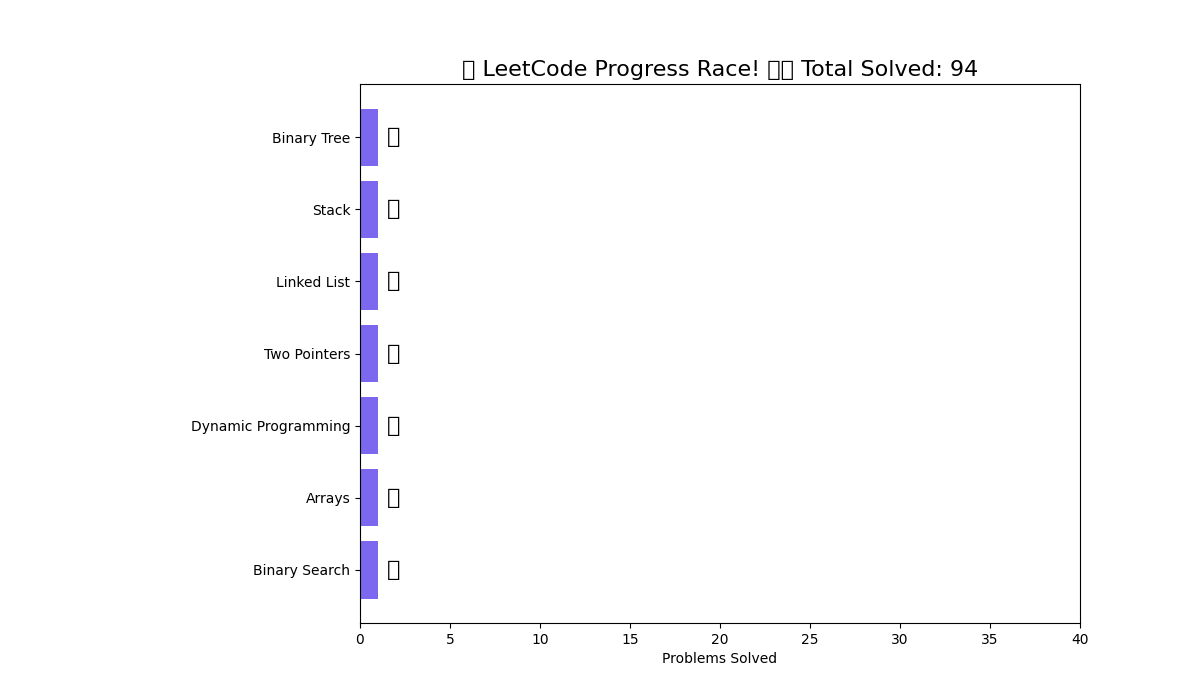 LeetCode Progress Race! Total Solved: 94
Binary Tree
Stack
Linked List
Two Pointers
Dynamic Programming
Arrays
Binary Search
0 5 10 15 20 25 30 35 40
Problems Solved